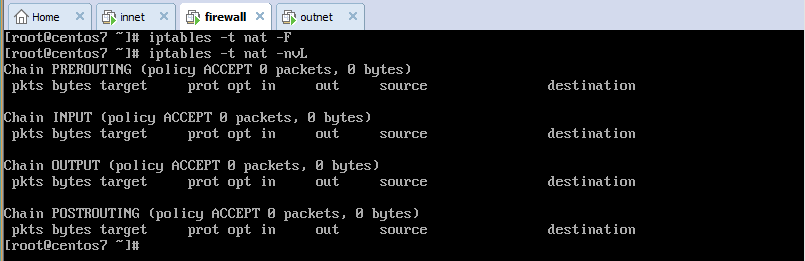 Home innet firewall outnet
[root@centos7 ~]# iptables -t nat -F
[root@centos7 ~]# iptables -t nat -nvL
Chain PREROUTING (policy ACCEPT 0 packets, 0 bytes)
pkts bytes target prot opt in out source destination
Chain INPUT (policy ACCEPT 0 packets, 0 bytes)
pkts bytes target prot opt in out source destination
Chain OUTPUT (policy ACCEPT 0 packets, 0 bytes)
pkts bytes target prot opt in out source destination
Chain POSTROUTING (policy ACCEPT 0 packets, 0 bytes)
pkts bytes target prot opt in out source destination
[root@centos7 ~]#